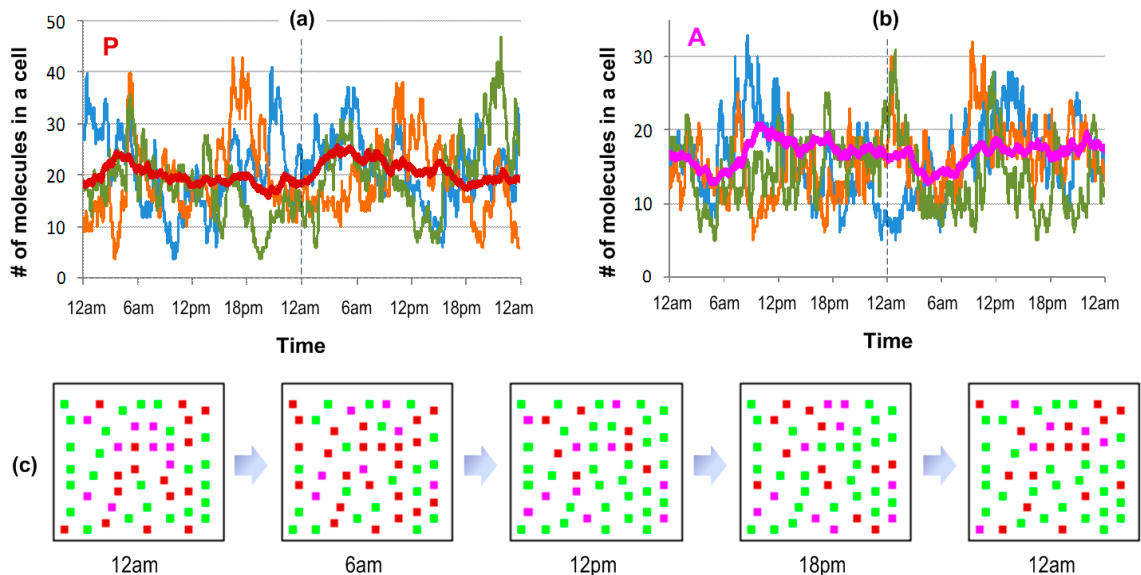 (a)
P
# of molecules in a cell
50
40
30
20
10
0
12am 6am 12pm 18pm 12am 6am 12pm 18pm 12am
Time
(b)
A
# of molecules in a cell
30
20
10
0
12am 6am 12pm 18pm 12am 6am 12pm 18pm 12am
Time
(c)
12am 6am 12pm 18pm 12am